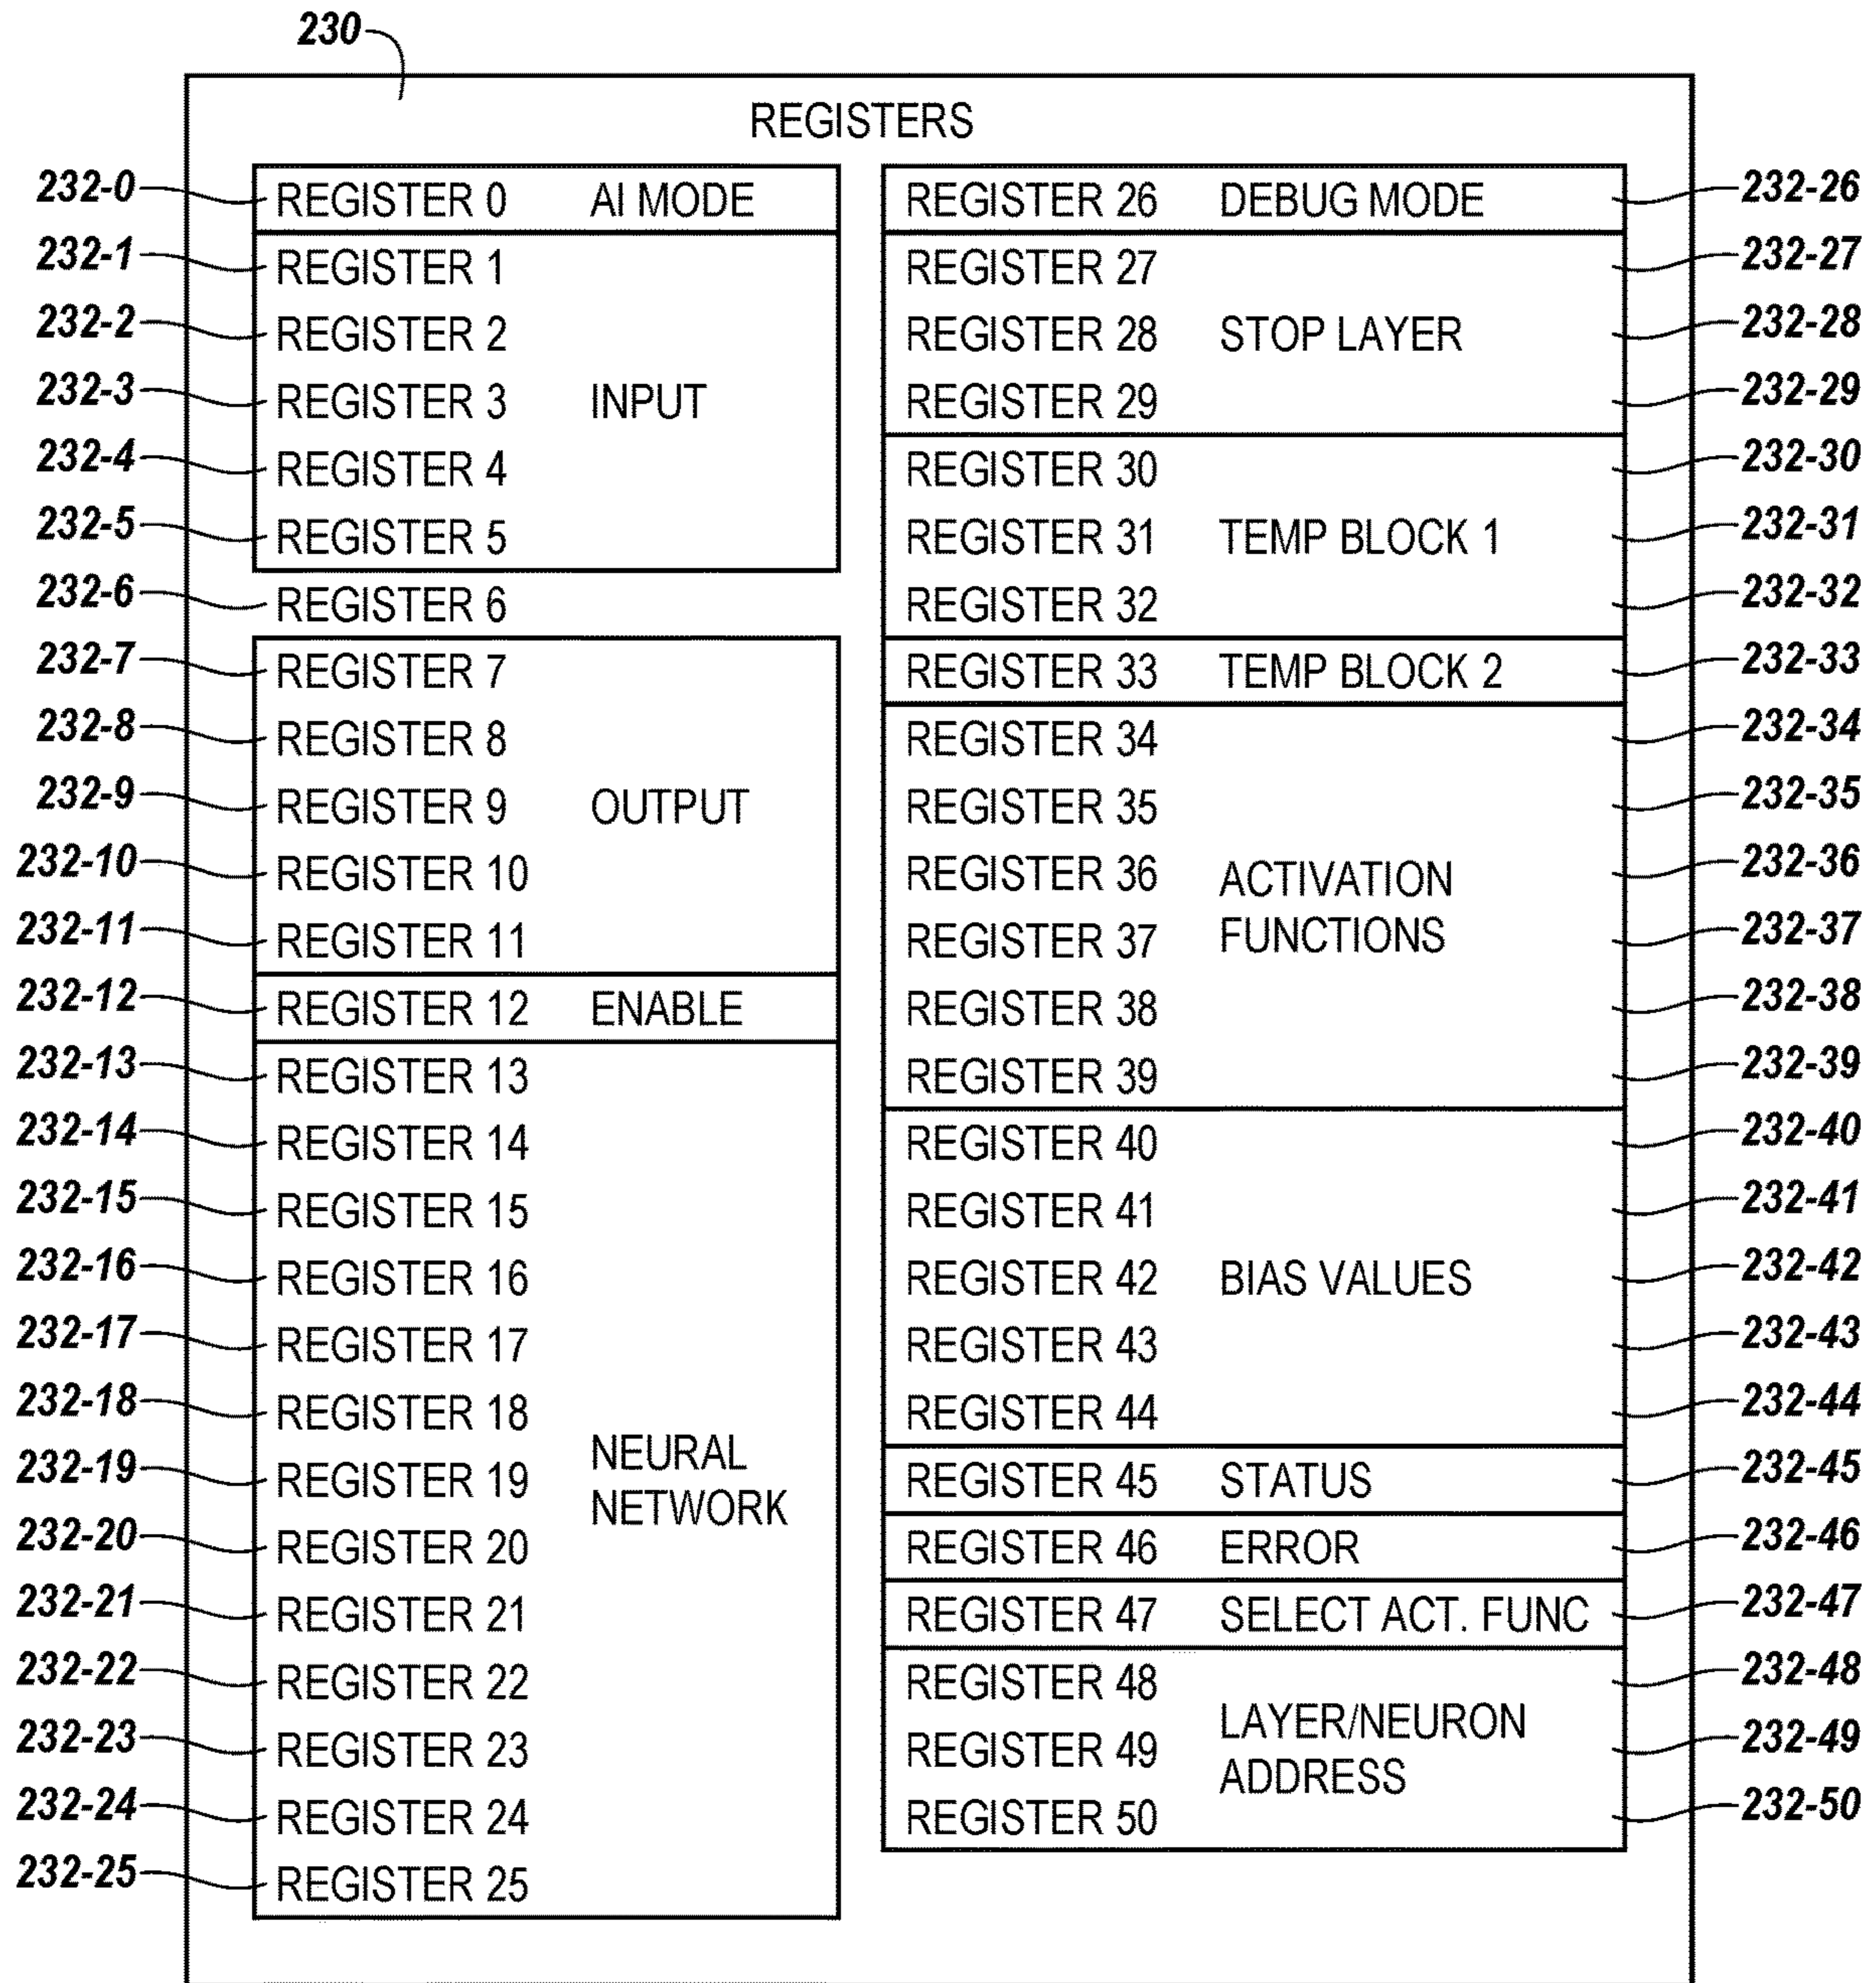 230
REGISTERS
232-0 REGISTER 0 AI MODE
232-1 REGISTER 1
232-2 REGISTER 2
232-3 REGISTER 3 INPUT
232-4 REGISTER 4
232-5 REGISTER 5
232-6 REGISTER 6
232-7 REGISTER 7
232-8 REGISTER 8
232-9 REGISTER 9 OUTPUT
232-10 REGISTER 10
232-11 REGISTER 11
232-12 REGISTER 12 ENABLE
232-13 REGISTER 13
232-14 REGISTER 14
232-15 REGISTER 15
232-16 REGISTER 16
232-17 REGISTER 17
232-18 REGISTER 18
NEURAL
232-19 REGISTER 19
NETWORK
232-20 REGISTER 20
232-21 REGISTER 21
232-22 REGISTER 22
232-23 REGISTER 23
232-24 REGISTER 24
232-25 REGISTER 25
REGISTER 26 DEBUG MODE 232-26
REGISTER 27 232-27
REGISTER 28 STOP LAYER 232-28
REGISTER 29 232-29
REGISTER 30 232-30
REGISTER 31 TEMP BLOCK 1 232-31
REGISTER 32 232-32
REGISTER 33 TEMP BLOCK 2 232-33
REGISTER 34 232-34
REGISTER 35 232-35
REGISTER 36 ACTIVATION 232-36
REGISTER 37 FUNCTIONS 232-37
REGISTER 38 232-38
REGISTER 39 232-39
REGISTER 40 232-40
REGISTER 41 232-41
REGISTER 42 BIAS VALUES 232-42
REGISTER 43 232-43
REGISTER 44 232-44
REGISTER 45 STATUS 232-45
REGISTER 46 ERROR 232-46
REGISTER 47 SELECT ACT. FUNC 232-47
REGISTER 48 232-48
LAYER/NEURON
REGISTER 49 232-49
ADDRESS
REGISTER 50 232-50